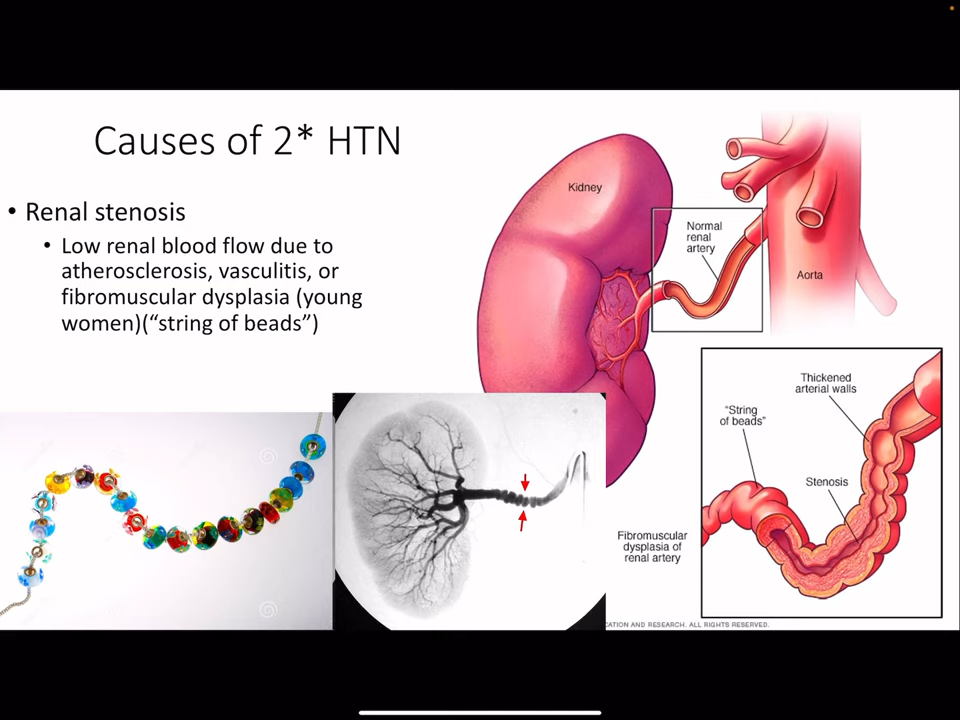 Causes of 2* HTN
• Renal stenosis
• Low renal blood flow due to
atherosclerosis, vasculitis, or
fibromuscular dysplasia (young
women)(“string of beads”)
Kidney
Normal
renal
artery
Aorta
Thickened
arterial walls
“String
of beads”
Stenosis
Fibromuscular
dysplasia of
renal artery
CATION AND RESEARCH. ALL RIGHTS RESERVED.